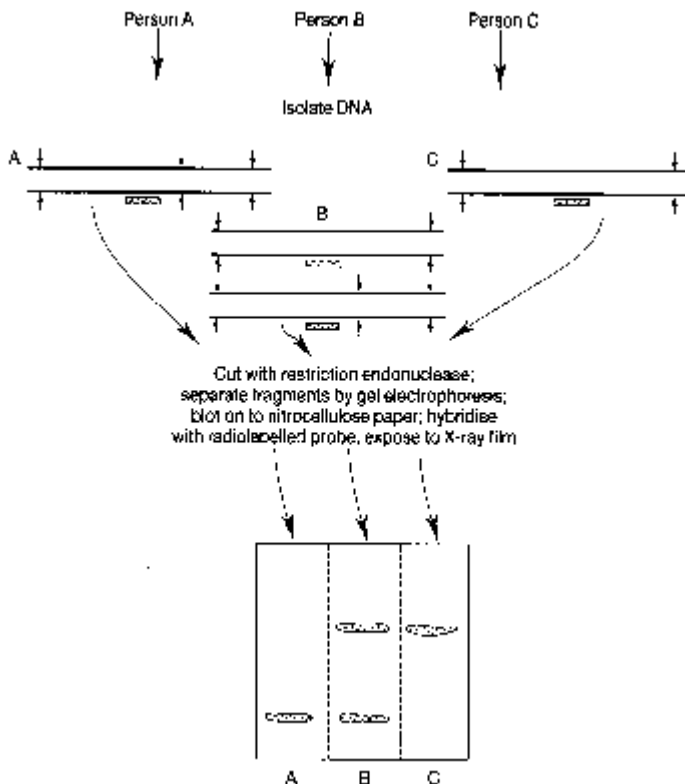 Person A Person B Person C
Isolate DNA
A C
B
Cut with restriction endonuclease;
separate fragments by gel electrophoresis;
blot on to nitrocellulose paper; hybridise
with radiolabelled probe, expose to X-ray film
A B C